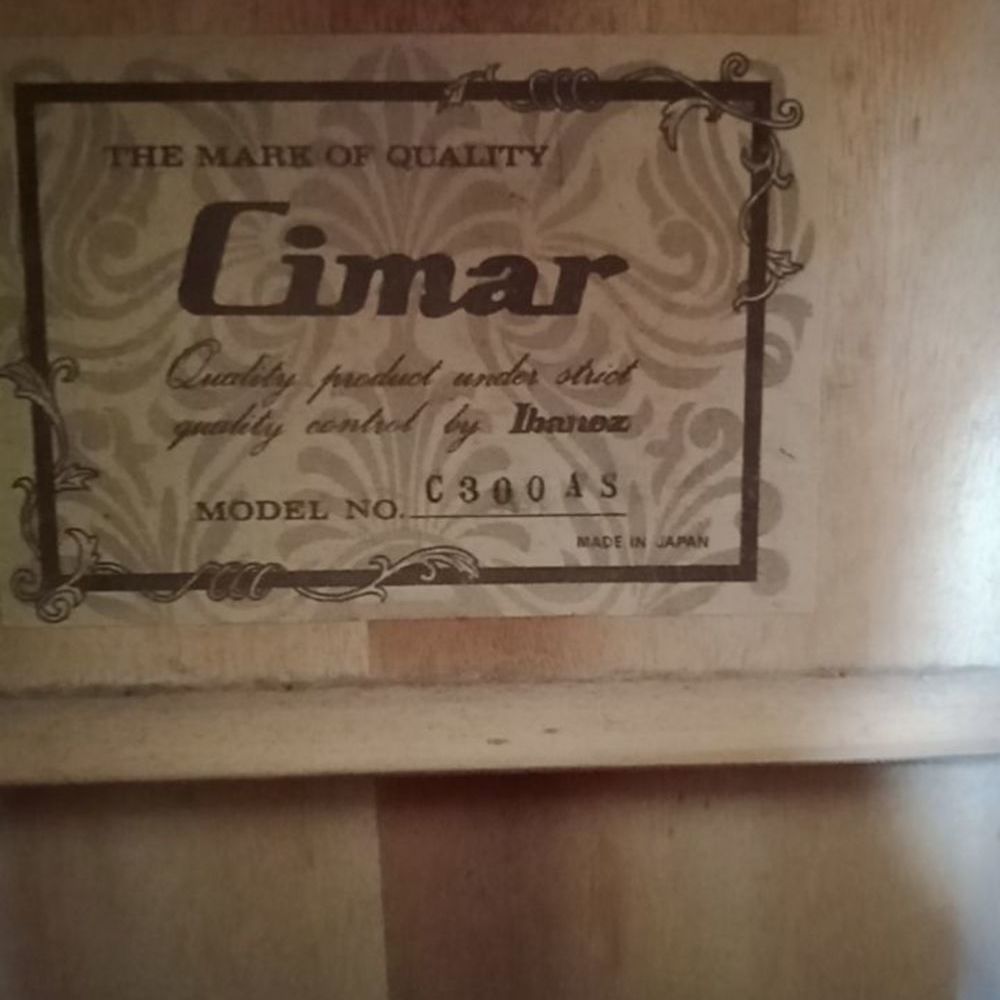 THE MARK OF QUALITY
Cimar
Quality product under strict
quality control by Ibanez
MODEL NO. C300AS
MADE IN JAPAN